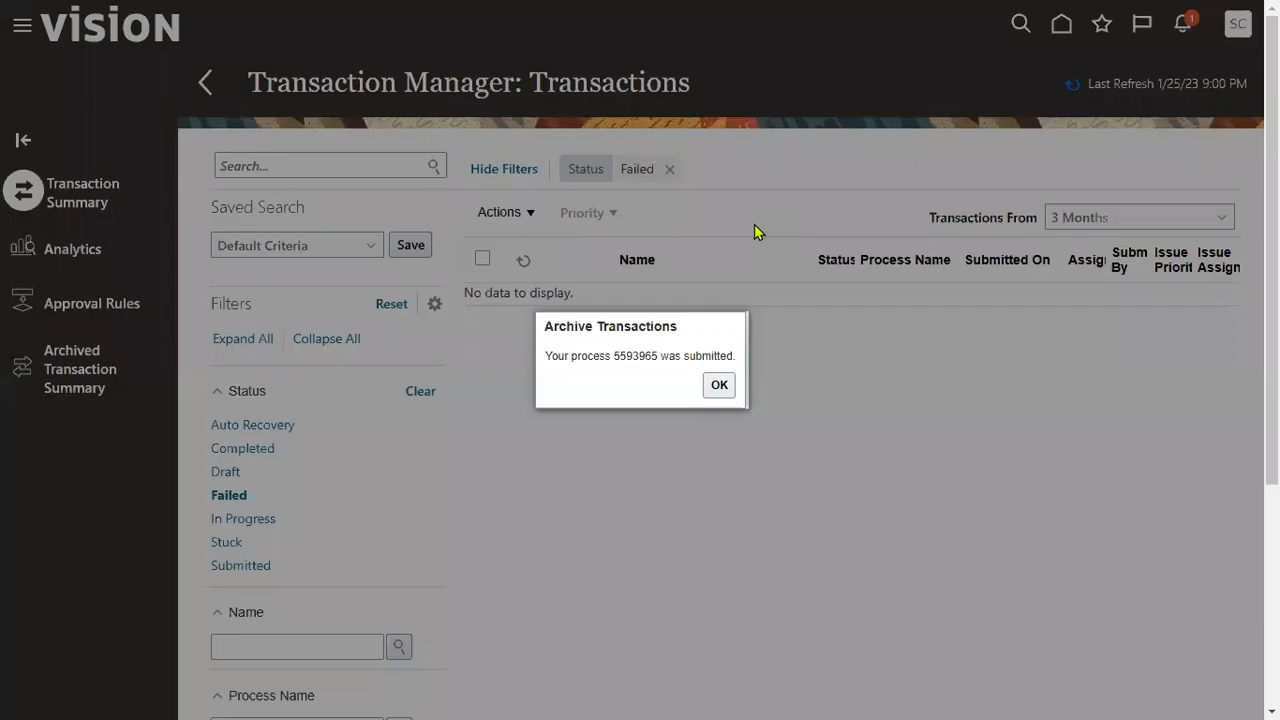 VISION
1
SC
Transaction Manager: Transactions
Last Refresh 1/25/23 9:00 PM
Transaction
Summary
Analytics
Approval Rules
Archived
Transaction
Summary
Search...
Hide Filters
Status
Failed
Saved Search
Default Criteria
Save
Actions
Priority
Transactions From
3 Months
Name
Status
Process Name
Submitted On
Assig
Subm
By
Issue
Priorit
Issue
Assign
No data to display.
Filters
Reset
Expand All
Collapse All
Archive Transactions
Your process 5593965 was submitted.
OK
Status
Clear
Auto Recovery
Completed
Draft
Failed
In Progress
Stuck
Submitted
Name
Process Name